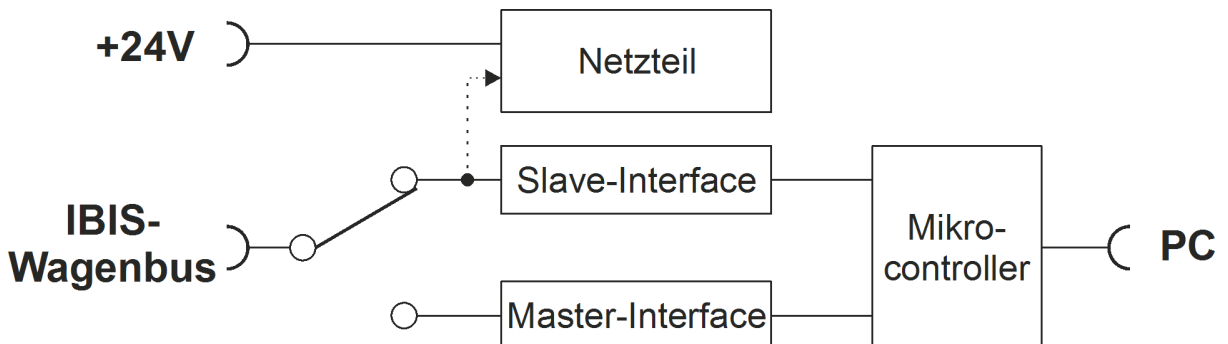 +24V
Netzteil
Slave-Interface
IBIS-
Wagenbus
Mikro-
controller
PC
Master-Interface